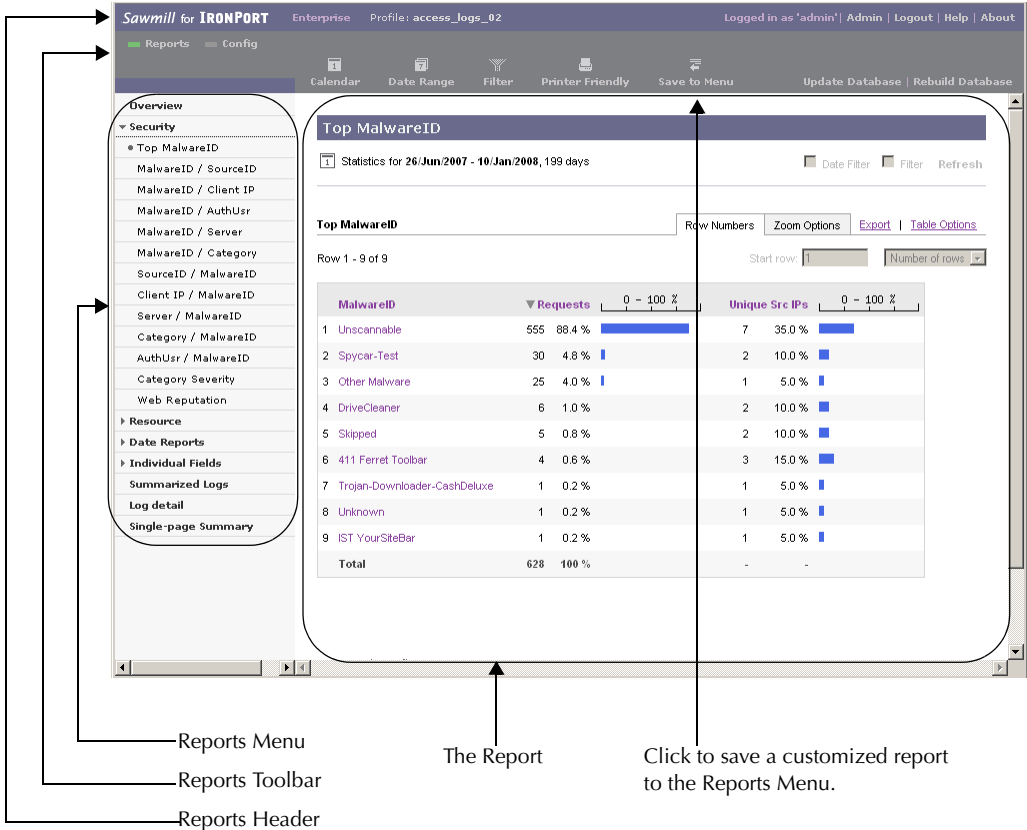 Sawmill for IRONPORT Enterprise Profile: access_logs_02 Logged in as 'admin' | Admin | Logout | Help | About
Reports Config
1 7
Calendar Date Range Filter Printer Friendly Save to Menu Update Database | Rebuild Database
Overview
Security
Top MalwareID
MalwareID / SourceID
MalwareID / Client IP
MalwareID / AuthUsr
MalwareID / Server
MalwareID / Category
SourceID / MalwareID
Client IP / MalwareID
Server / MalwareID
Category / MalwareID
AuthUsr / MalwareID
Category Severity
Web Reputation
Resource
Date Reports
Individual Fields
Summarized Logs
Log detail
Single-page Summary
Top MalwareID
1 Statistics for 26/Jun/2007 - 10/Jan/2008, 199 days Date Filter Filter Refresh
Top MalwareID Row Numbers Zoom Options Export | Table Options
Row 1 - 9 of 9 Start row: 1 Number of rows
MalwareID Requests 0 - 100 % Unique Src IPs 0 - 100 %
1 Unscannable 555 88.4 % 7 35.0 %
2 Spycar-Test 30 4.8 % 2 10.0 %
3 Other Malware 25 4.0 % 1 5.0 %
4 DriveCleaner 6 1.0 % 2 10.0 %
5 Skipped 5 0.8 % 2 10.0 %
6 411 Ferret Toolbar 4 0.6 % 3 15.0 %
7 Trojan-Downloader-CashDeluxe 1 0.2 % 1 5.0 %
8 Unknown 1 0.2 % 1 5.0 %
9 IST YourSiteBar 1 0.2 % 1 5.0 %
Total 628 100 % - -
Reports Menu
Reports Toolbar
Reports Header
The Report
Click to save a customized report
to the Reports Menu.